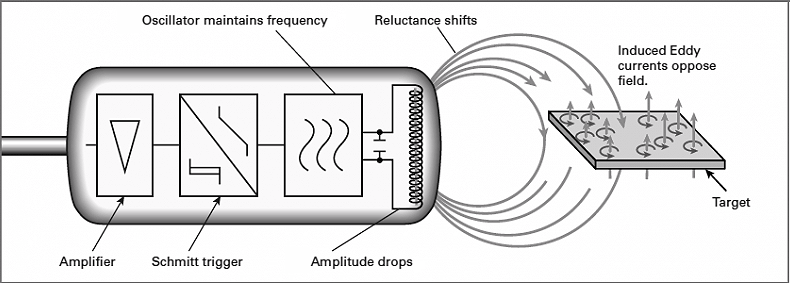 Oscillator maintains frequency
Reluctance shifts
Induced Eddy
currents oppose
field.
Target
Amplifier
Schmitt trigger
Amplitude drops